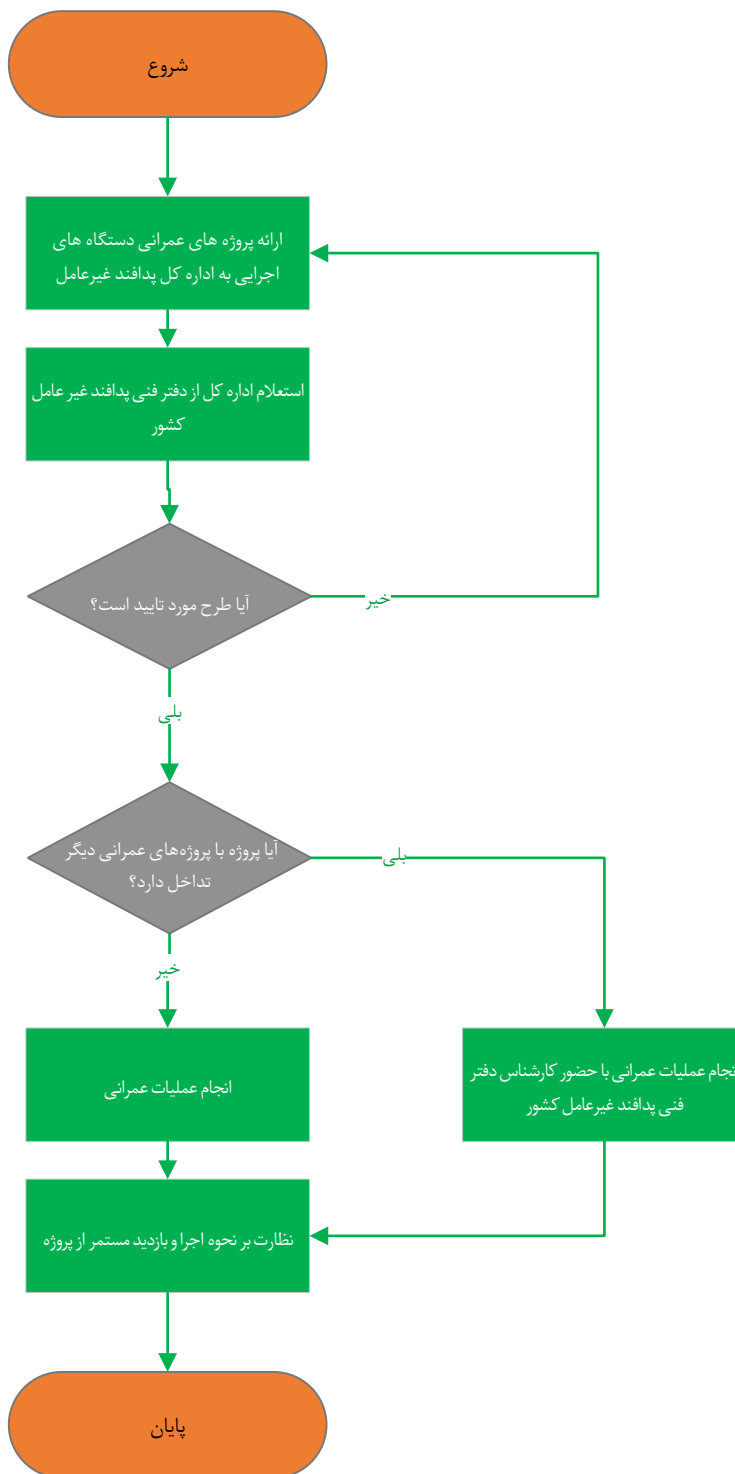 شروع
ارائه پروژه های عمرانی دستگاه های
اجرایی به اداره کل پدافند غیرعامل
استعلام اداره کل از دفتر فنی پدافند غیر عامل
کشور
آیا طرح مورد تایید است؟
خیر
بلی
آیا پروژه با پروژه‌های عمرانی دیگر
تداخل دارد؟
بلی
خیر
انجام عملیات عمرانی
نجام عملیات عمرانی با حضور کارشناس دفتر
فنی پدافند غیرعامل کشور
نظارت بر نحوه اجرا و بازدید مستمر از پروژه
پایان